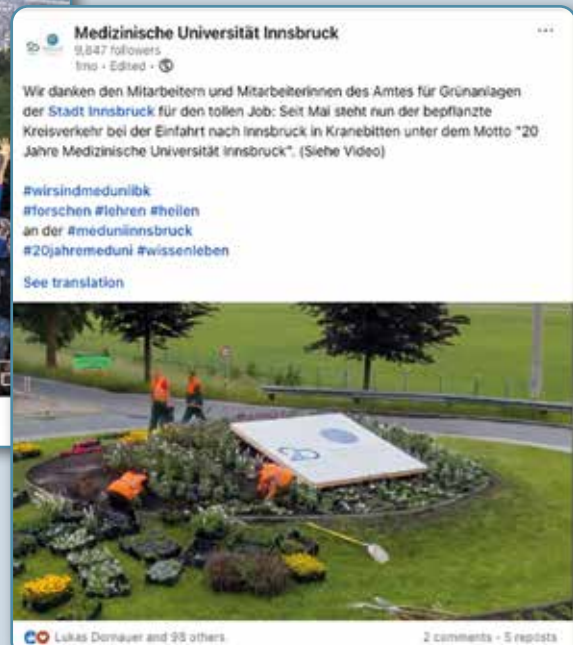 Medizinische Universität Innsbruck
9,847 followers
1mo • Edited •
Wir danken den Mitarbeitern und Mitarbeiterinnen des Amtes für Grünanlagen
der Stadt Innsbruck für den tollen Job: Seit Mai steht nun der bepflanzte
Kreisverkehr bei der Einfahrt nach Innsbruck in Kranebitten unter dem Motto "20
Jahre Medizinische Universität Innsbruck". (Siehe Video)
#wirsindmeduniibk
#forschen #lehren #heilen
an der #meduniinnsbruck
#20jahremeduni #wissenleben
See translation
Lukas Dornauer and 98 others
2 comments • 5 reposts